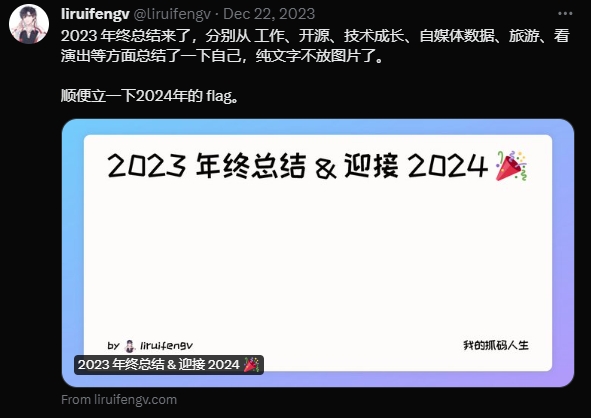 liruifengv @liruifengv · Dec 22, 2023
2023 年终总结来了，分别从 工作、开源、技术成长、自媒体数据、旅游、看
演出等方面总结了一下自己，纯文字不放图片了。
顺便立一下2024年的 flag。
2023 年终总结 & 迎接 2024 🎉
by liruifengv
我的抓码人生
2023 年终总结 & 迎接 2024 🎉
From liruifengv.com